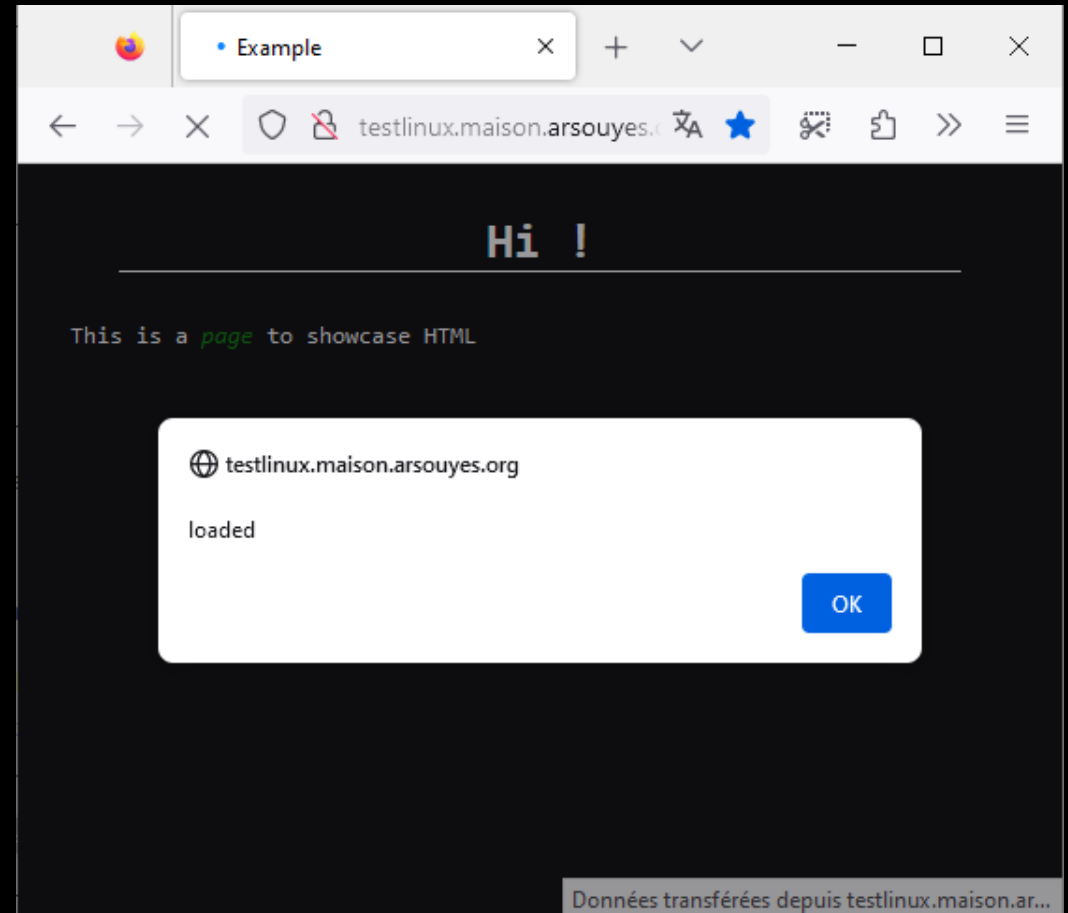 Example
testlinux.maison.arsouyes.
Hi !
This is a page to showcase HTML
testlinux.maison.arsouyes.org
loaded
OK
Données transférées depuis testlinux.maison.ar...